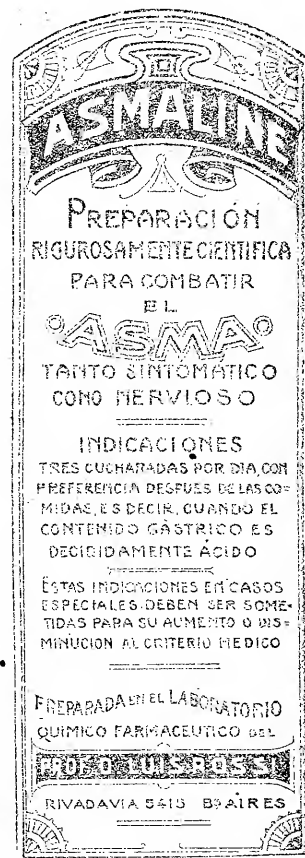 ASMALINE
PREPARACIÓN
RIGUROSAMENTE CIENTIFICA
PARA COMBATIR
EL
ASMA
TANTO SINTOMATICO
COMO NERVIOSO
INDICACIONES
TRES CUCHARADAS POR DIA, CON
PREFERENCIA DESPUES DE LAS CO=
MIDAS, ES DECIR, CUANDO EL
CONTENIDO GÁSTRICO ES
DECIDIDAMENTE ÁCIDO
ESTAS INDICACIONES EN CASOS
ESPECIALES, DEBEN SER SOME=
TIDAS PARA SU AUMENTO O DIS=
MINUCION AL CRITERIO MEDICO
PREPARADA EN EL LABORATORIO
QUIMICO FARMACEUTICO DEL
PROF. D. LUIS ROSSI
RIVADAVIA 5415 Bs AIRES